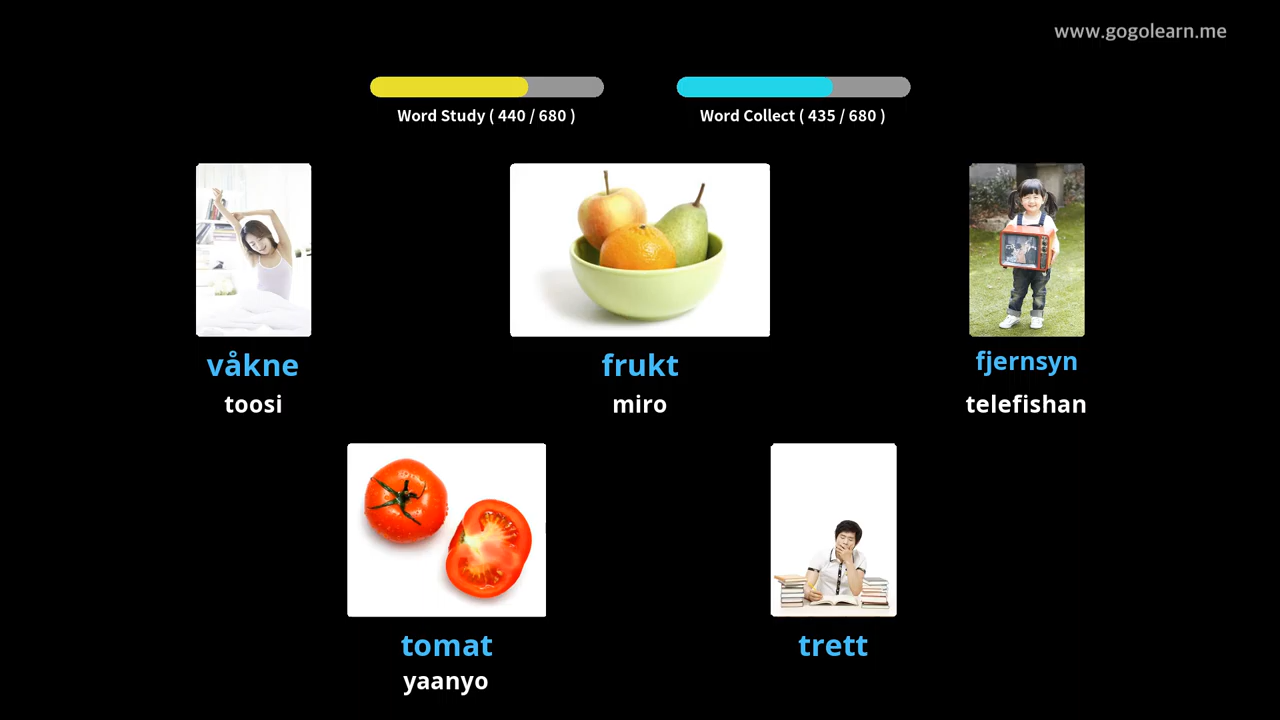 www.gogolearn.me
Word Study ( 440 / 680 )
Word Collect ( 435 / 680 )
våkne
toosi
frukt
miro
fjernsyn
telefishan
tomat
yaanyo
trett